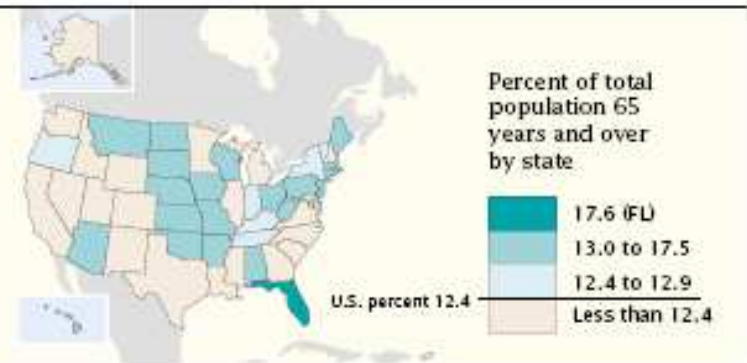 Percent of total
population 65
years and over
by state
17.6 (FL)
13.0 to 17.5
12.4 to 12.9
U.S. percent 12.4
Less than 12.4